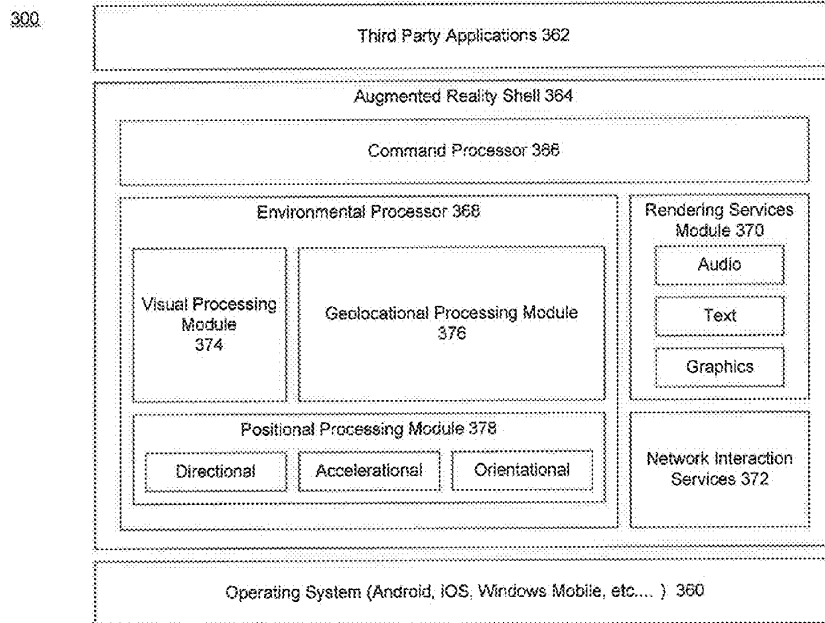 300
Third Party Applications 362
Augmented Reality Shell 364
Command Processor 366
Environmental Processor 368
Visual Processing
Module
374
Geolocational Processing Module
376
Positional Processing Module 378
Directional
Accelerational
Orientational
Rendering Services
Module 370
Audio
Text
Graphics
Network Interaction
Services 372
Operating System (Android, iOS, Windows Mobile, etc.... ) 360